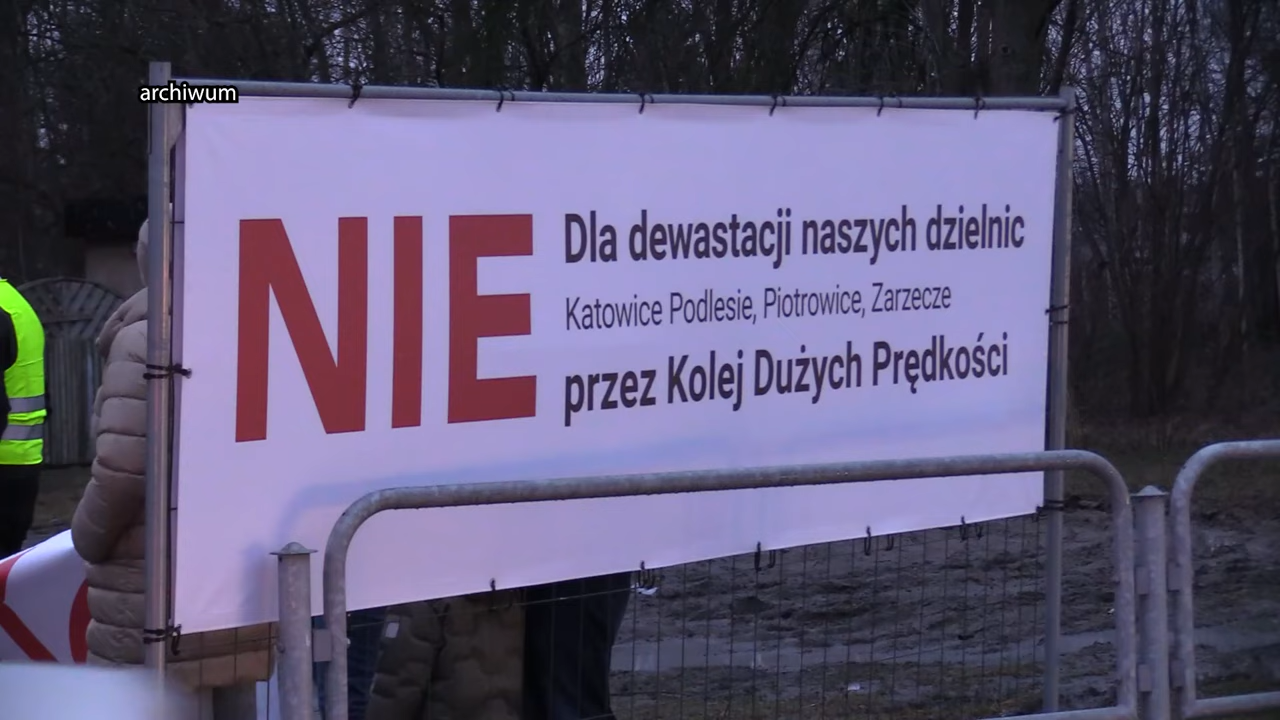 archiwum
NIE
Dla dewastacji naszych dzielnic
Katowice Podlesie, Piotrowice, Zarzecze
przez Kolej Dużych Prędkości